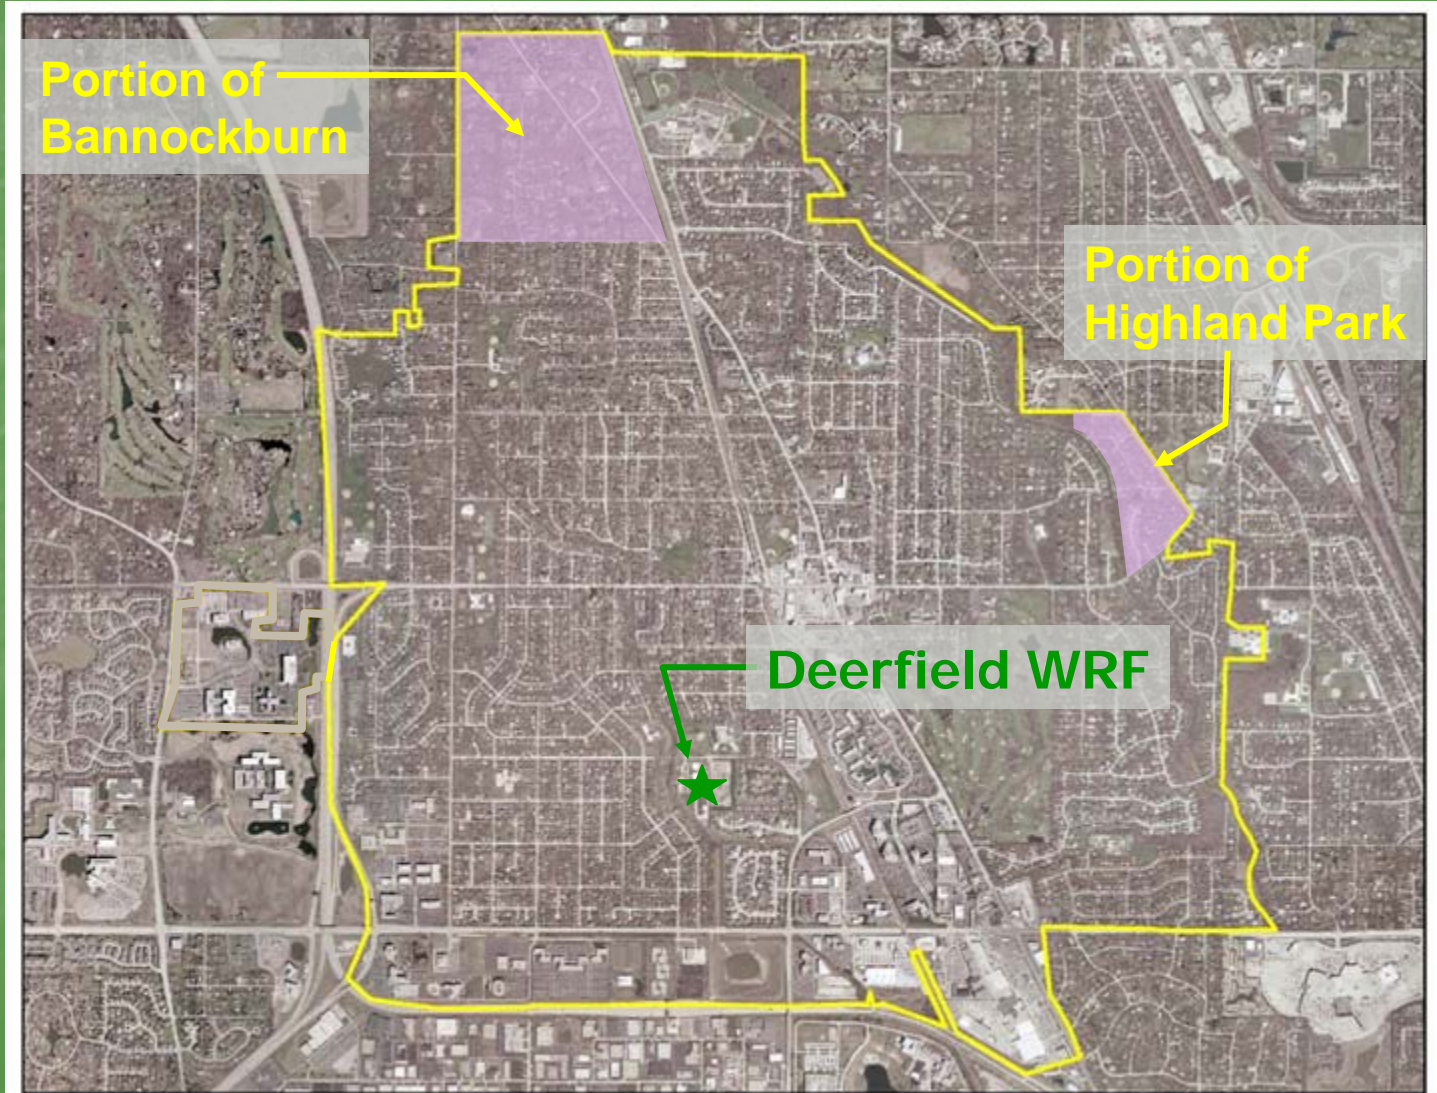 Portion of
Bannockburn
Portion of
Highland Park
Deerfield WRF